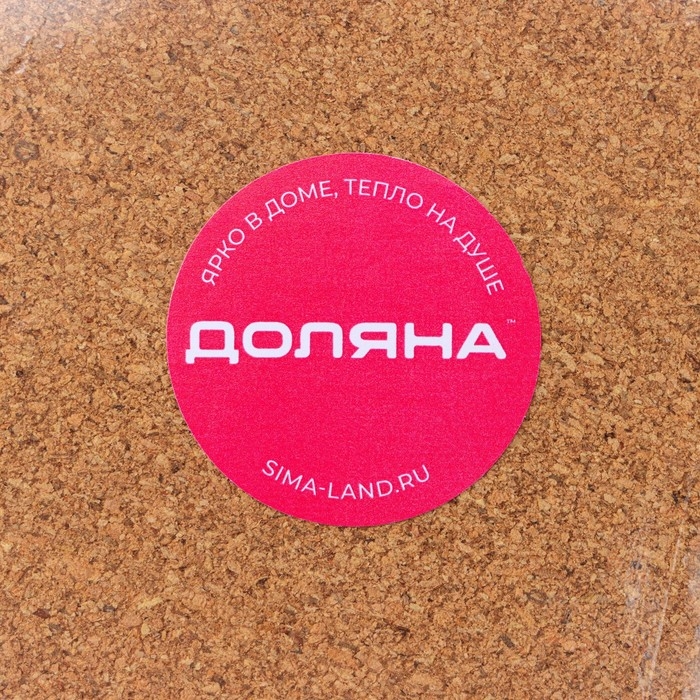 ЯРКО В ДОМЕ, ТЕПЛО НА ДУШЕ
ДОЛЯНА™
SIMA-LAND.RU